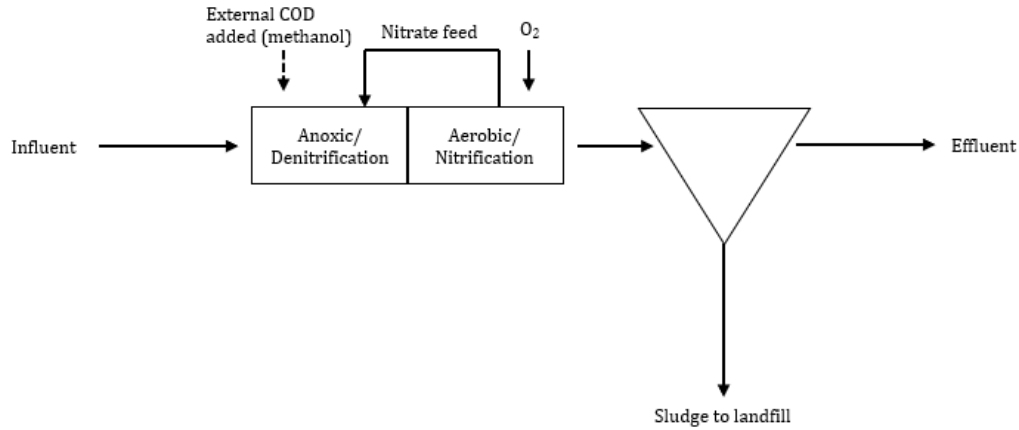 External COD
added (methanol)
Nitrate feed
O₂
Influent
Anoxic/
Denitrification
Aerobic/
Nitrification
Effluent
Sludge to landfill